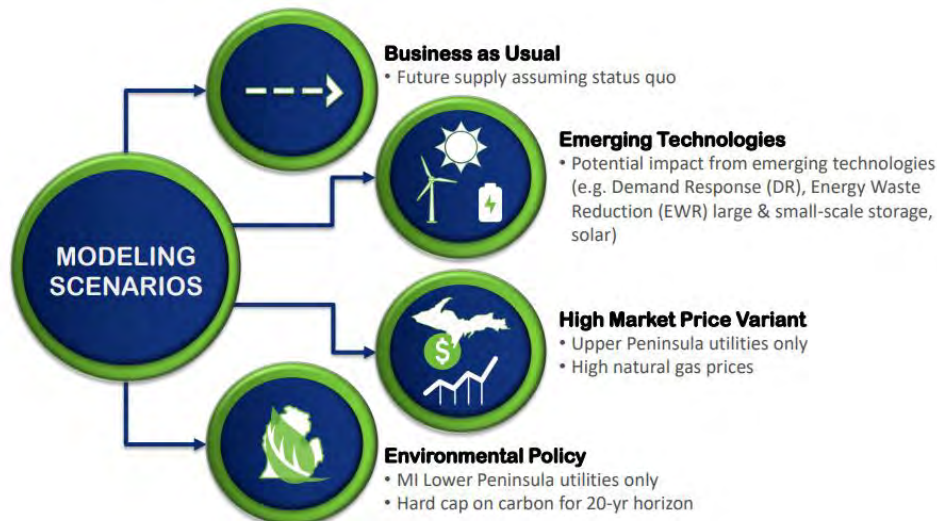 MODELING
SCENARIOS
Business as Usual
• Future supply assuming status quo
Emerging Technologies
• Potential impact from emerging technologies
(e.g. Demand Response (DR), Energy Waste
Reduction (EWR) large & small-scale storage,
solar)
High Market Price Variant
• Upper Peninsula utilities only
• High natural gas prices
$
Environmental Policy
• MI Lower Peninsula utilities only
• Hard cap on carbon for 20-yr horizon